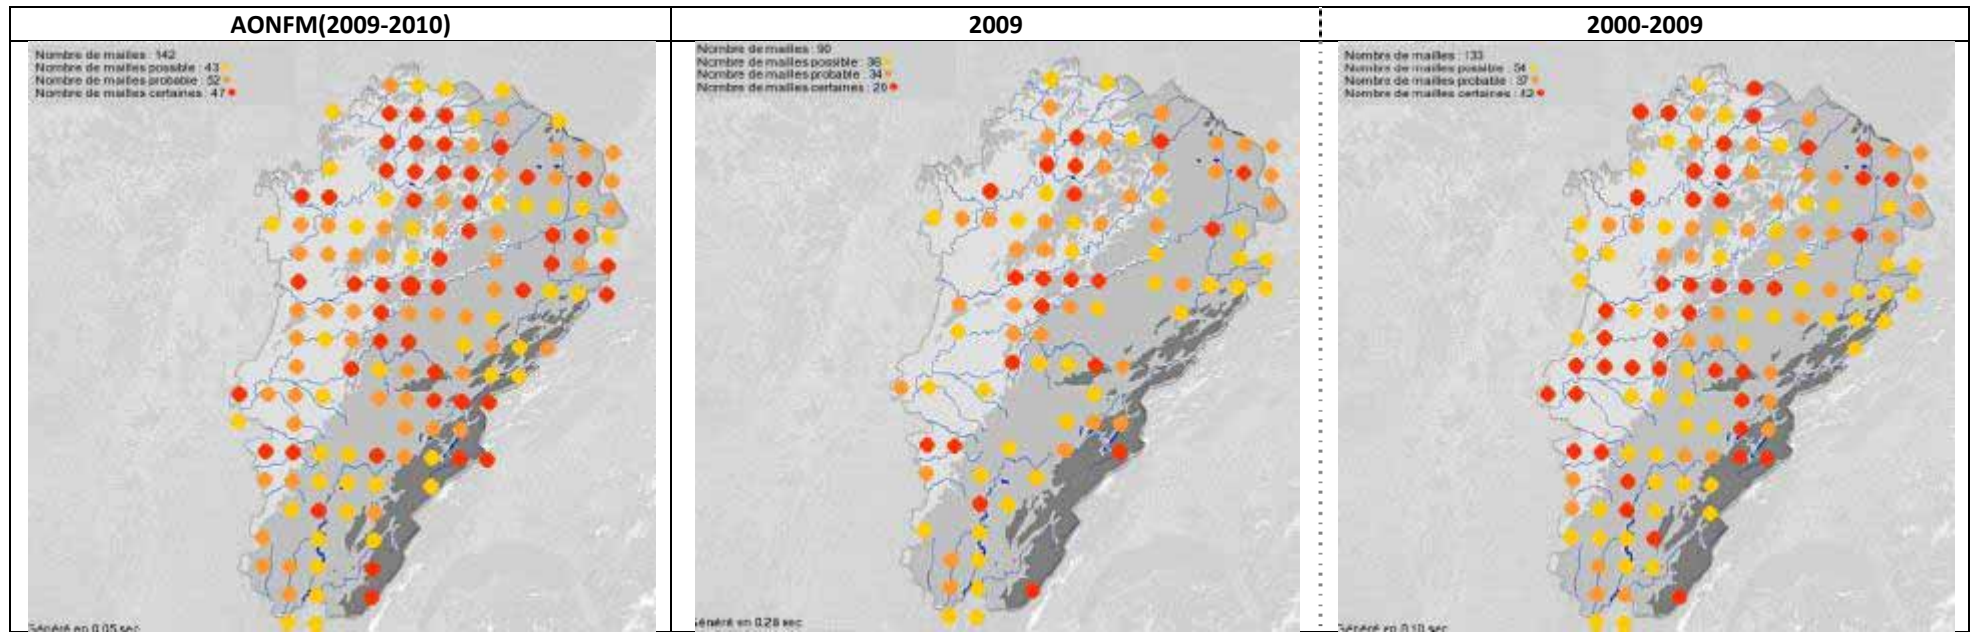 AONFM(2009-2010)
2009
2000-2009
Nombre de mailles : 142
Nombre de mailles possible : 43
Nombre de mailles probable : 52
Nombre de mailles certaines : 47
Généré en 0.05 sec
Nombre de mailles : 90
Nombre de mailles possible : 36
Nombre de mailles probable : 34
Nombre de mailles certaines : 20
énéré en 0.28 sec
Nombre de mailles : 133
Nombre de mailles possible : 54
Nombre de mailles probable : 37
Nombre de mailles certaines : 42
Généré en 0.10 sec